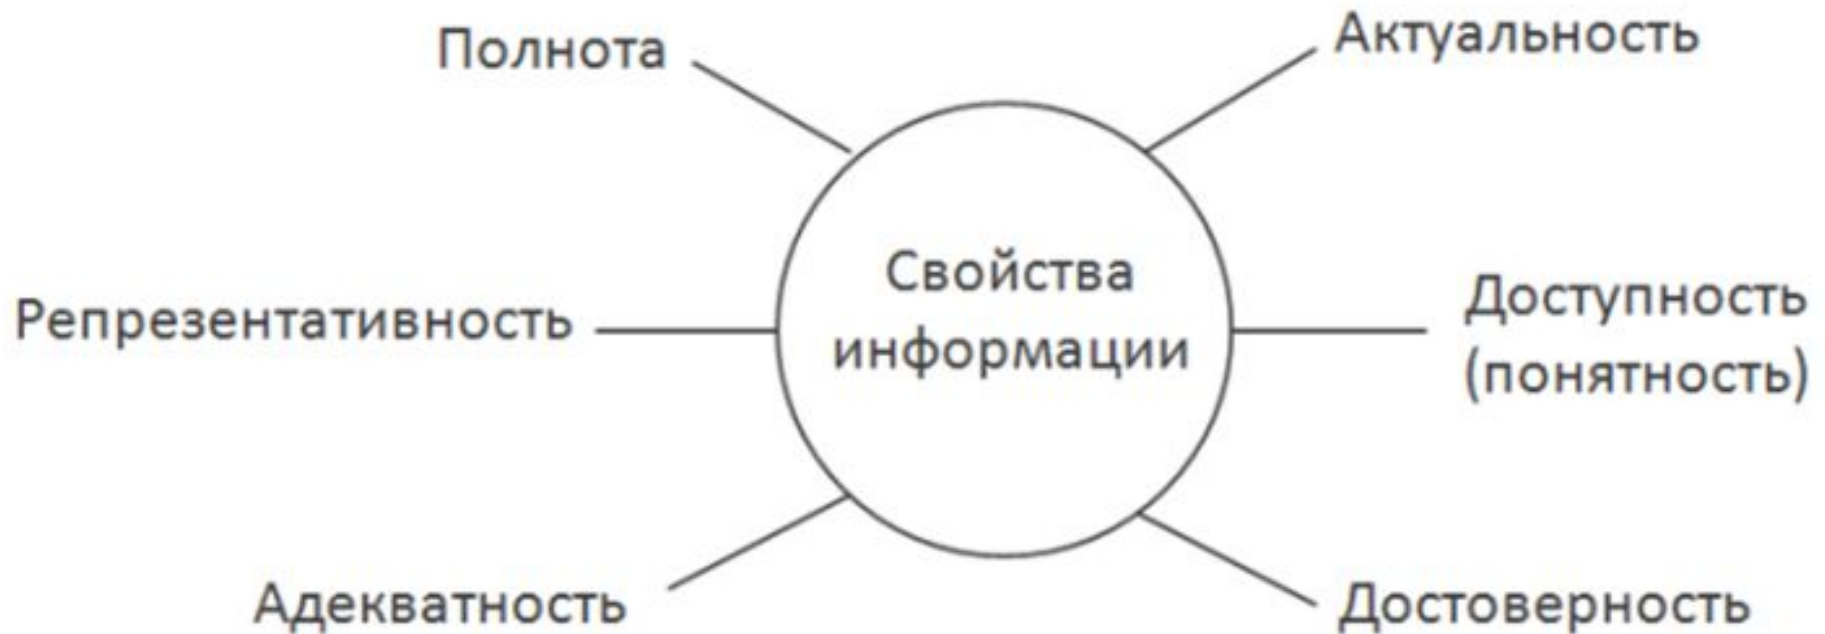 Полнота
Актуальность
Свойства
информации
Репрезентативность
Доступность
(понятность)
Адекватность
Достоверность